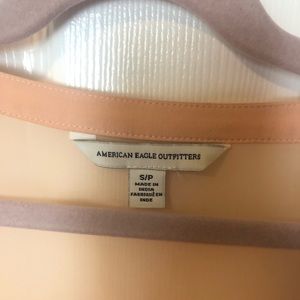 AMERICAN EAGLE OUTFITTERS
S/P
MADE IN
INDIA
FABRIQUÉ EN
INDE